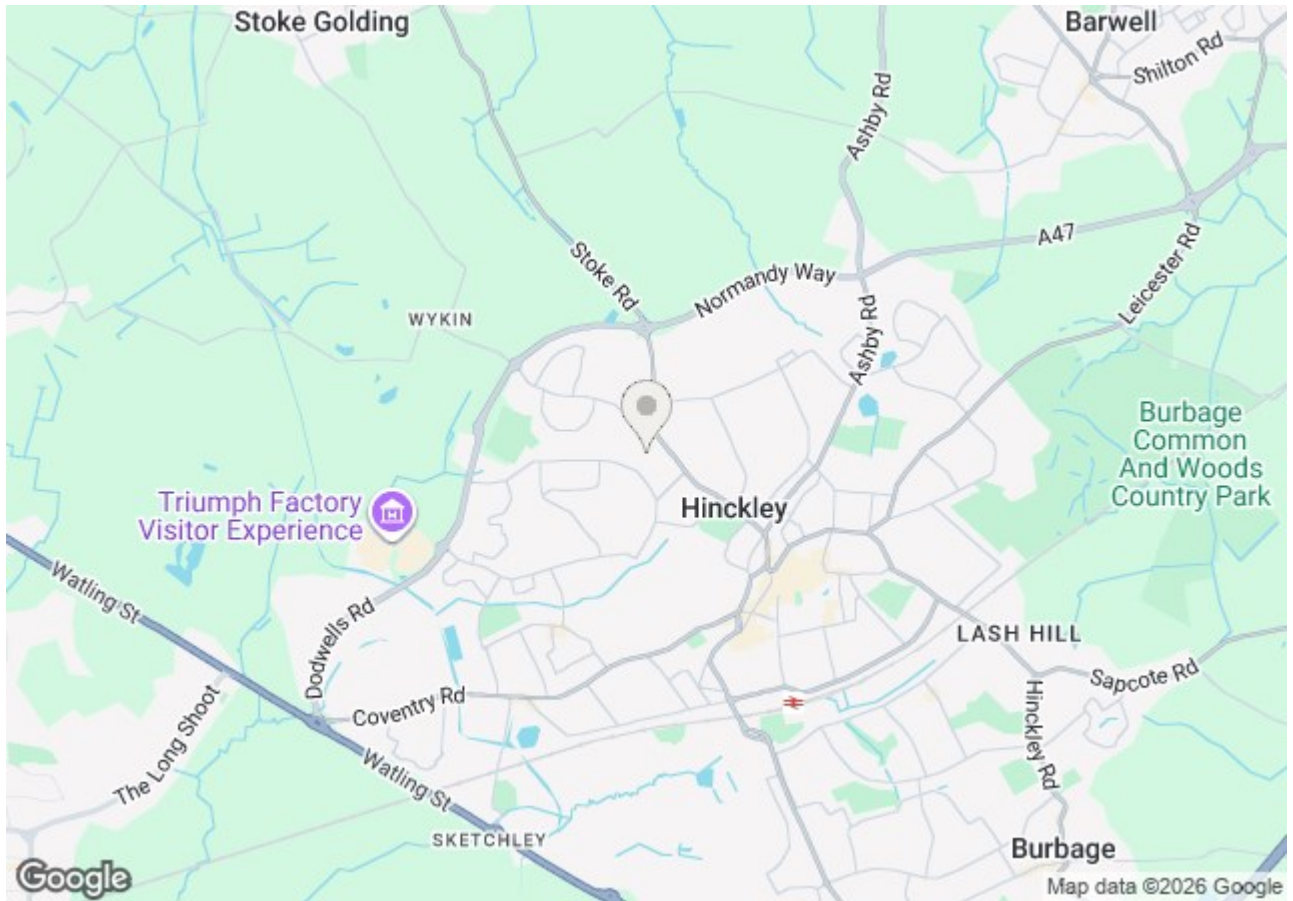 Stoke Golding
Barwell
Shilton Rd
Ashby Rd
A47
Leicester Rd
Stoke Rd
Normandy Way
WYKIN
Ashby Rd
Burbage
Common
And Woods
Country Park
Triumph Factory
Visitor Experience
Hinckley
Watling St
Dodwells Rd
LASH HILL
Sapcote Rd
Coventry Rd
Hinckley Rd
The Long Shoot
Watling St
SKETCHLEY
Burbage
Google
Map data ©2026 Google